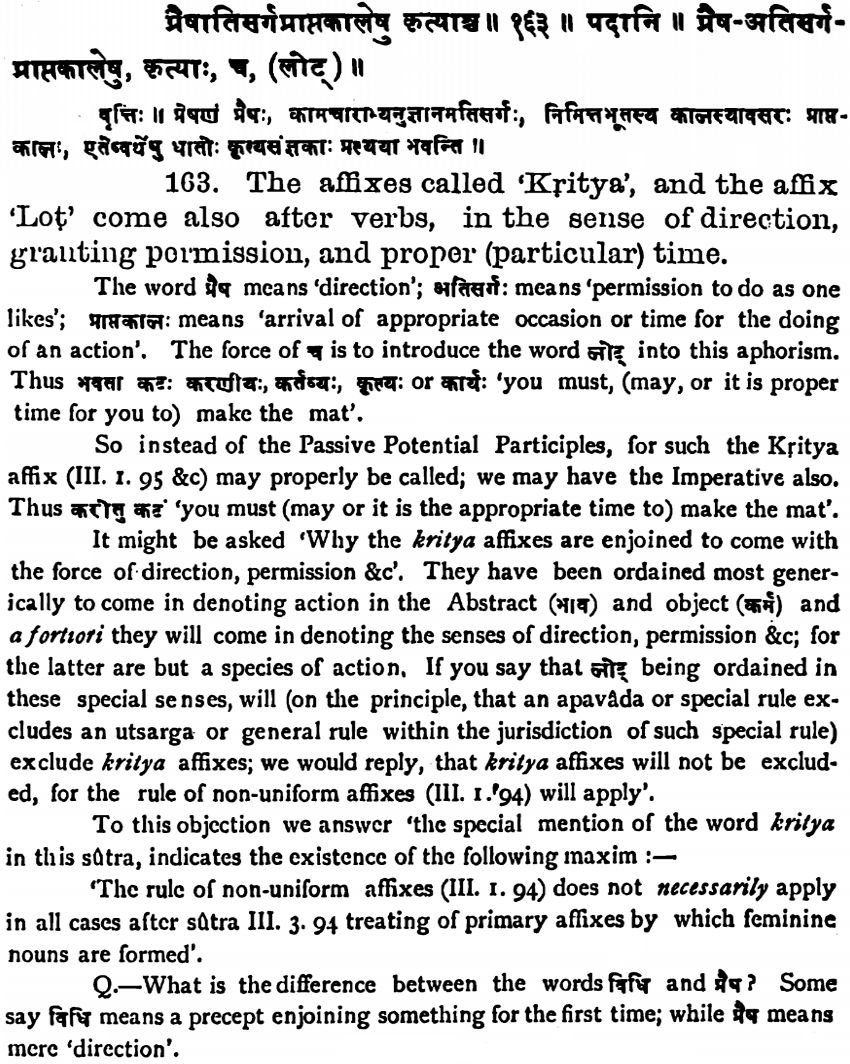 प्रैषातिसर्गप्राप्तकालेषु कृत्याश्च ॥ १६३ ॥ पदानि ॥ प्रैष-अतिसर्ग-
प्राप्तकालेषु, कृत्याः, च, (लोट्) ॥
वृत्तिः ॥ प्रेषणं प्रैषः, कामचाराभ्यनुज्ञानमतिसर्गः, निमित्तभूतस्य कालस्यावसरः प्राप्त-
कालः, एतेष्वर्थेषु धातोः कृत्यसंज्ञकाः प्रत्यया भवन्ति ॥
163. The affixes called 'Kṛitya', and the affix
'Loṭ' come also after verbs, in the sense of direction,
granting permission, and proper (particular) time.
The word प्रैष means 'direction'; अतिसर्गः means 'permission to do as one
likes'; प्राप्तकालः means 'arrival of appropriate occasion or time for the doing
of an action'. The force of च is to introduce the word लोट् into this aphorism.
Thus भवता कटः करणीयः, कर्तव्यः, कृत्यः or कार्यः 'you must, (may, or it is proper
time for you to) make the mat'.
So instead of the Passive Potential Participles, for such the Kṛitya
affix (III. 1. 95 &c) may properly be called; we may have the Imperative also.
Thus करोतु कटं 'you must (may or it is the appropriate time to) make the mat'.
It might be asked 'Why the kritya affixes are enjoined to come with
the force of direction, permission &c'. They have been ordained most gener-
ically to come in denoting action in the Abstract (भाव) and object (कर्म) and
a fortiori they will come in denoting the senses of direction, permission &c; for
the latter are but a species of action. If you say that लोट् being ordained in
these special senses, will (on the principle, that an apavâda or special rule ex-
cludes an utsarga or general rule within the jurisdiction of such special rule)
exclude kritya affixes; we would reply, that kritya affixes will not be exclud-
ed, for the rule of non-uniform affixes (III. 1. 94) will apply'.
To this objection we answer 'the special mention of the word kritya
in this sûtra, indicates the existence of the following maxim :—
'The rule of non-uniform affixes (III. 1. 94) does not necessarily apply
in all cases after sûtra III. 3. 94 treating of primary affixes by which feminine
nouns are formed'.
Q.—What is the difference between the words विधि and प्रैष? Some
say विधि means a precept enjoining something for the first time; while प्रैष means
mere 'direction'.